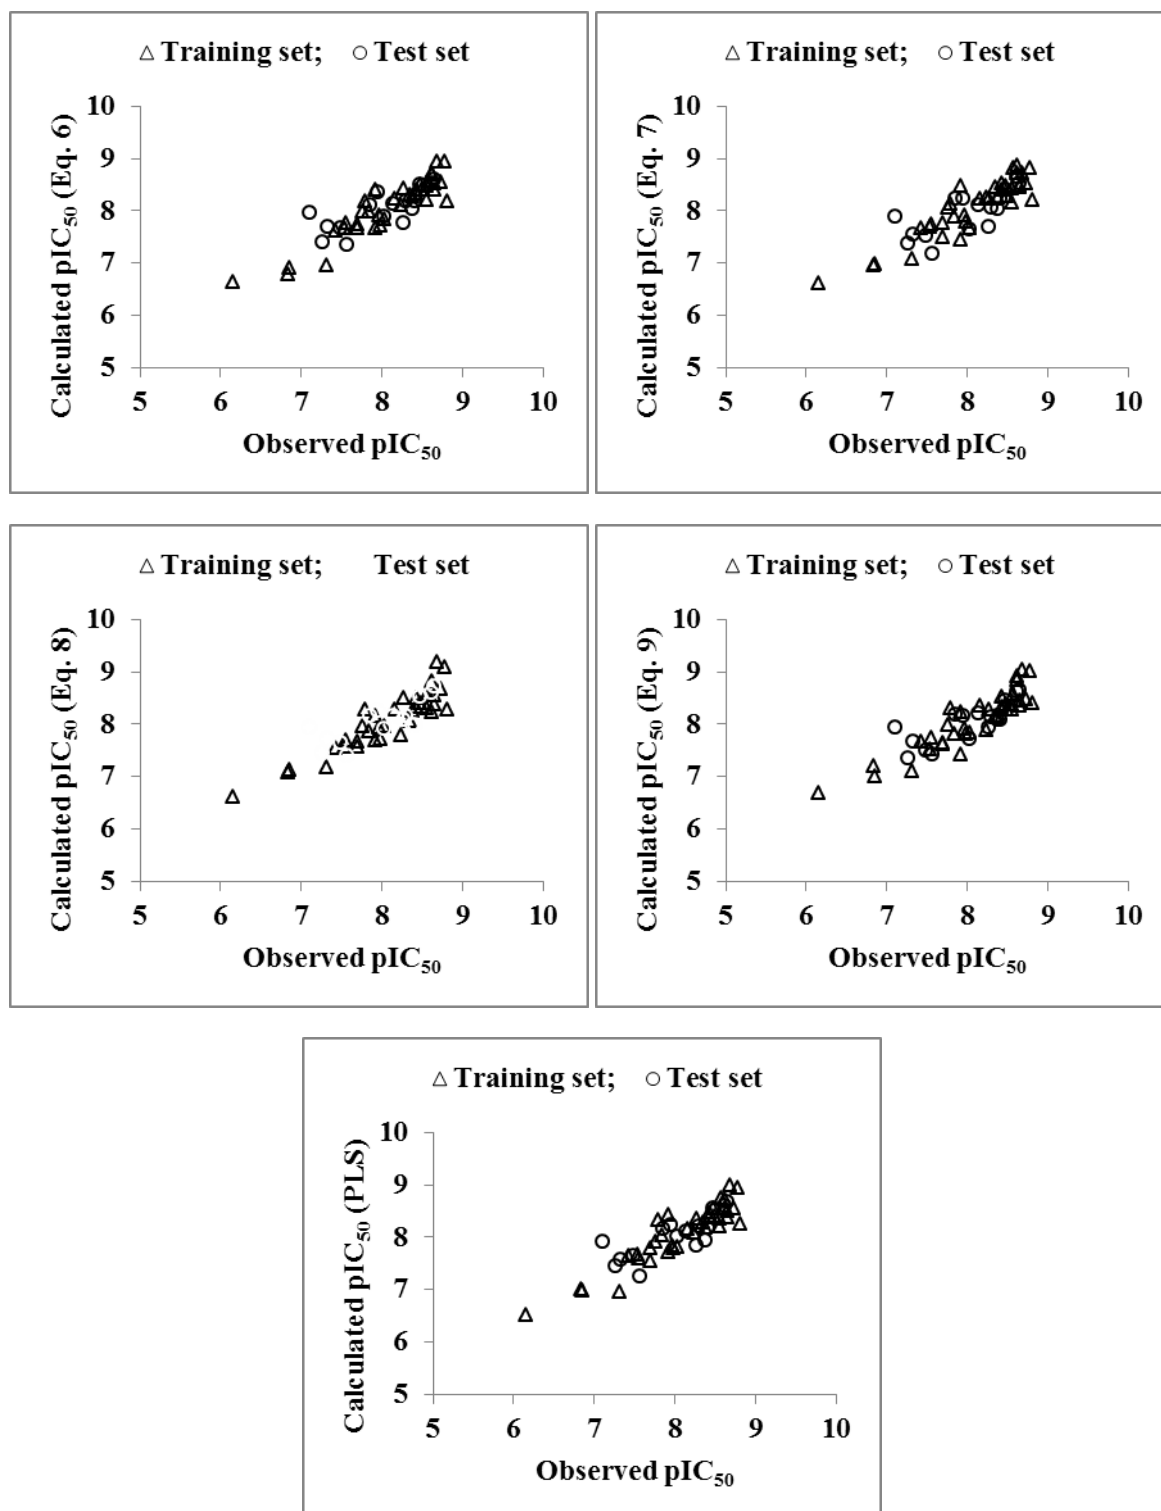 Training set; Test set
Calculated pIC50 (Eq. 6)
10
9
8
7
6
5
5 6 7 8 9 10
Observed pIC50
Training set; Test set
Calculated pIC50 (Eq. 7)
10
9
8
7
6
5
5 6 7 8 9 10
Observed pIC50
Training set; Test set
Calculated pIC50 (Eq. 8)
10
9
8
7
6
5
5 6 7 8 9 10
Observed pIC50
Training set; Test set
Calculated pIC50 (Eq. 9)
10
9
8
7
6
5
5 6 7 8 9 10
Observed pIC50
Training set; Test set
Calculated pIC50 (PLS)
10
9
8
7
6
5
5 6 7 8 9 10
Observed pIC50